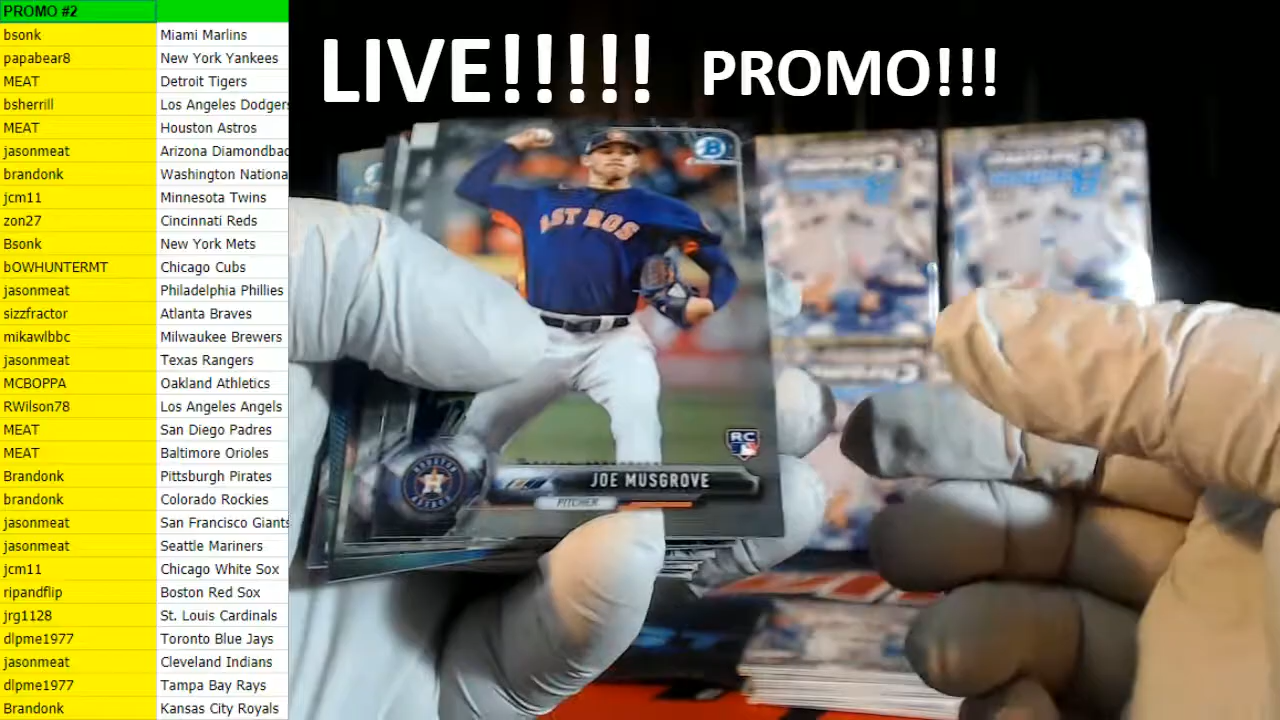 PROMO #2
bsonk Miami Marlins
papabear8 New York Yankees
MEAT Detroit Tigers
bsherrill Los Angeles Dodgers
MEAT Houston Astros
jasonmeat Arizona Diamondbac
brandonk Washington Nationa
jcm11 Minnesota Twins
zon27 Cincinnati Reds
Bsonk New York Mets
bOWHUNTERMT Chicago Cubs
jasonmeat Philadelphia Phillies
sizzfractor Atlanta Braves
mikawlbbc Milwaukee Brewers
jasonmeat Texas Rangers
MCBOPPA Oakland Athletics
RWilson78 Los Angeles Angels
MEAT San Diego Padres
MEAT Baltimore Orioles
Brandonk Pittsburgh Pirates
brandonk Colorado Rockies
jasonmeat San Francisco Giants
jasonmeat Seattle Mariners
jcm11 Chicago White Sox
ripandflip Boston Red Sox
jrg1128 St. Louis Cardinals
dlpme1977 Toronto Blue Jays
jasonmeat Cleveland Indians
dlpme1977 Tampa Bay Rays
Brandonk Kansas City Royals
LIVE!!!!! PROMO!!!
B
ASTROS
RC
JOE MUSGROVE
PITCHER